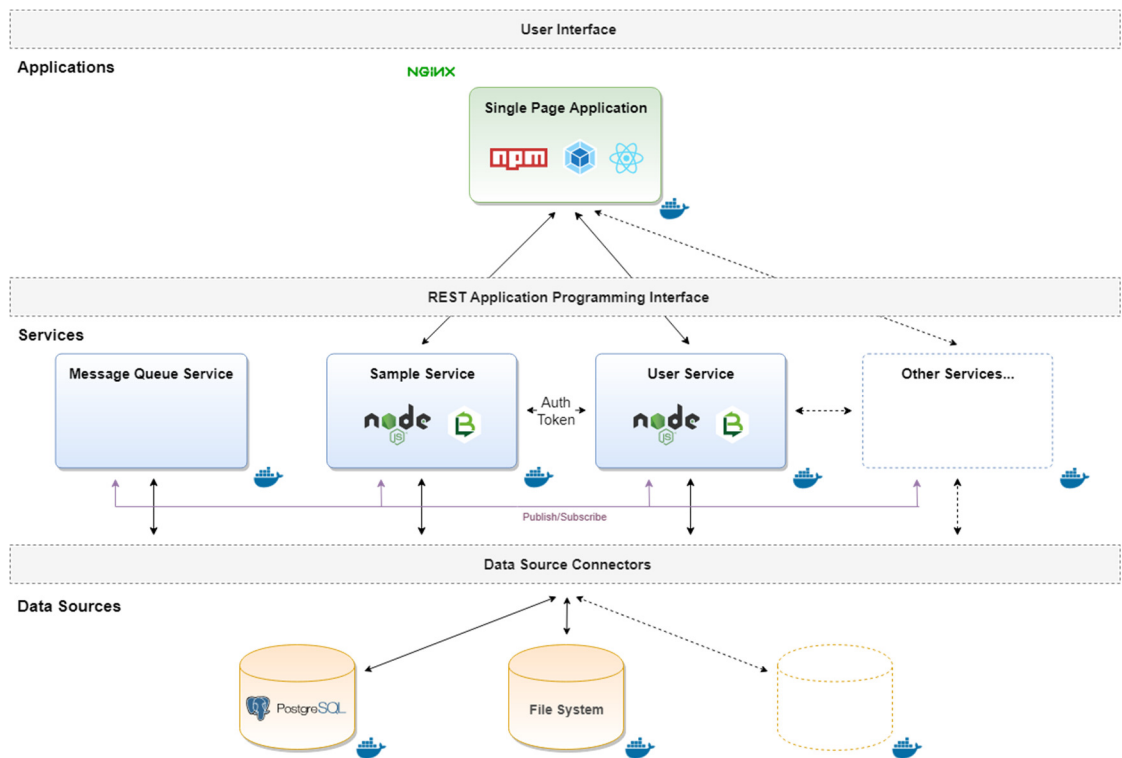 User Interface
Applications
NGINX
Single Page Application
npm
REST Application Programming Interface
Services
Message Queue Service
Sample Service
User Service
Other Services...
node
JS
B
Auth
Token
node
JS
B
Publish/Subscribe
Data Source Connectors
Data Sources
PostgreSQL
File System